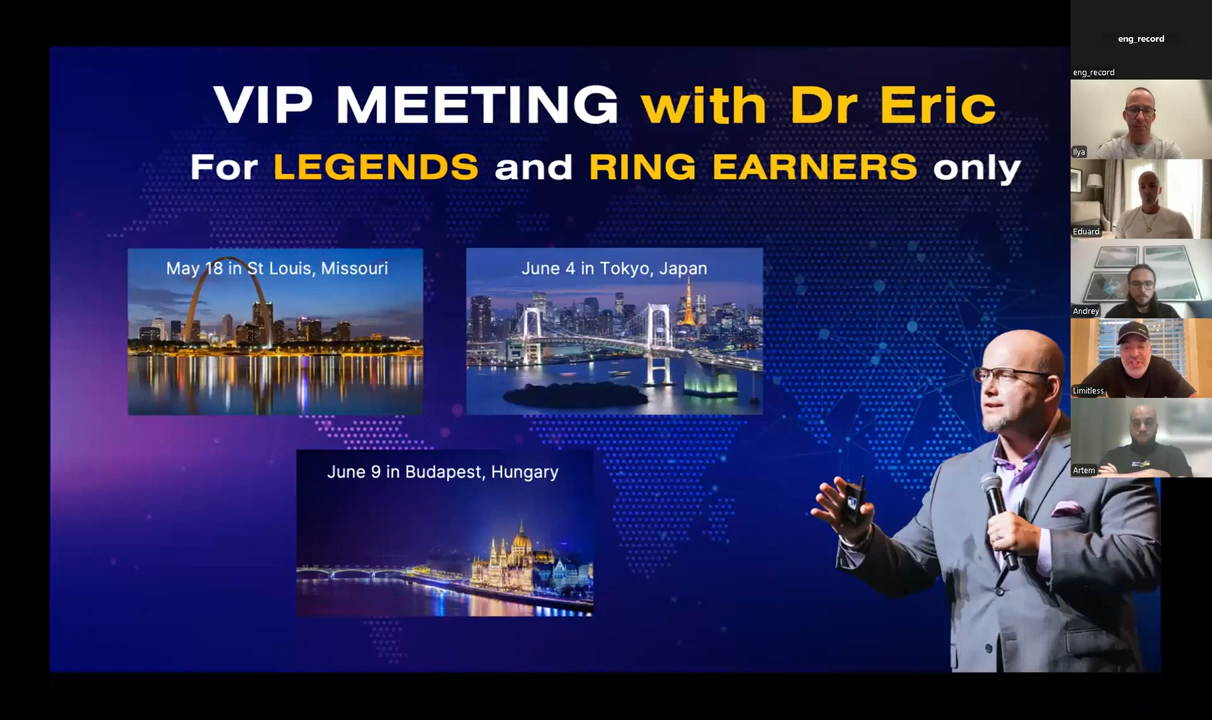 VIP MEETING with Dr Eric
For LEGENDS and RING EARNERS only
May 18 in St Louis, Missouri
June 4 in Tokyo, Japan
June 9 in Budapest, Hungary
eng_record
eng_record
Ilya
Eduard
Andrey
Limitless
Artem